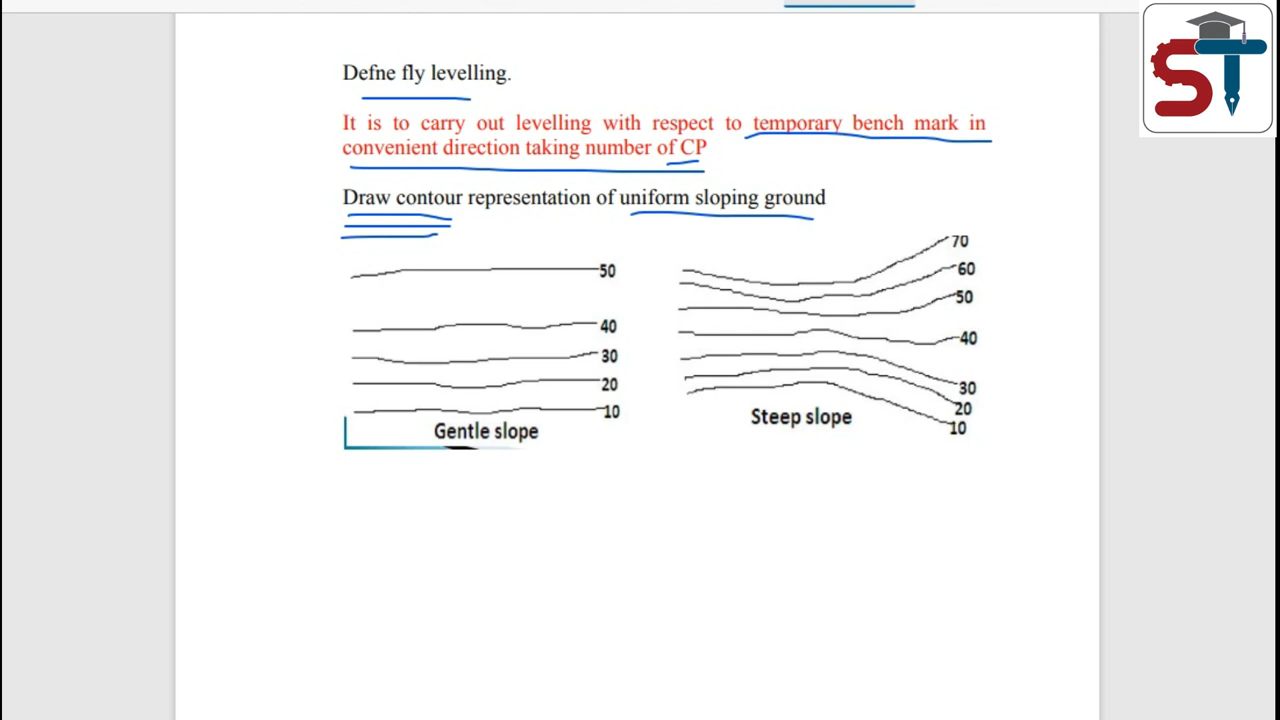 Defne fly levelling.
It is to carry out levelling with respect to temporary bench mark in
convenient direction taking number of CP
Draw contour representation of uniform sloping ground
50
40
30
20
10
Gentle slope
70
60
50
40
30
20
10
Steep slope
ST